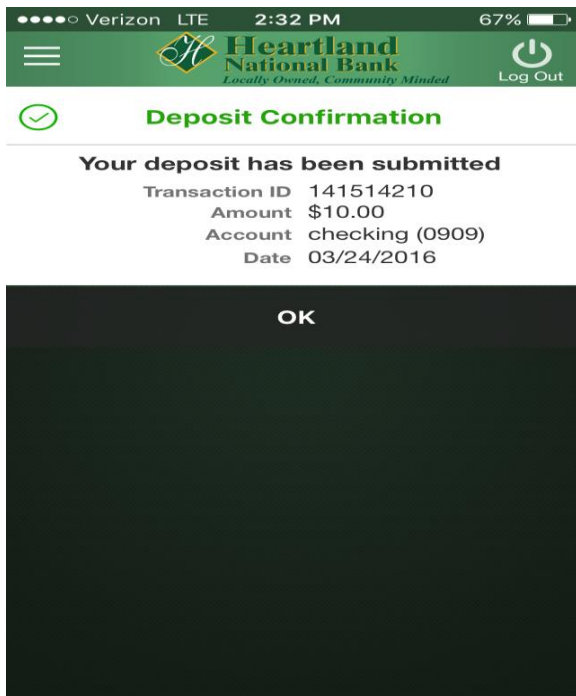 Verizon LTE 2:32 PM 67%
H Heartland
National Bank
Locally Owned, Community Minded
Log Out
Deposit Confirmation
Your deposit has been submitted
Transaction ID 141514210
Amount $10.00
Account checking (0909)
Date 03/24/2016
OK